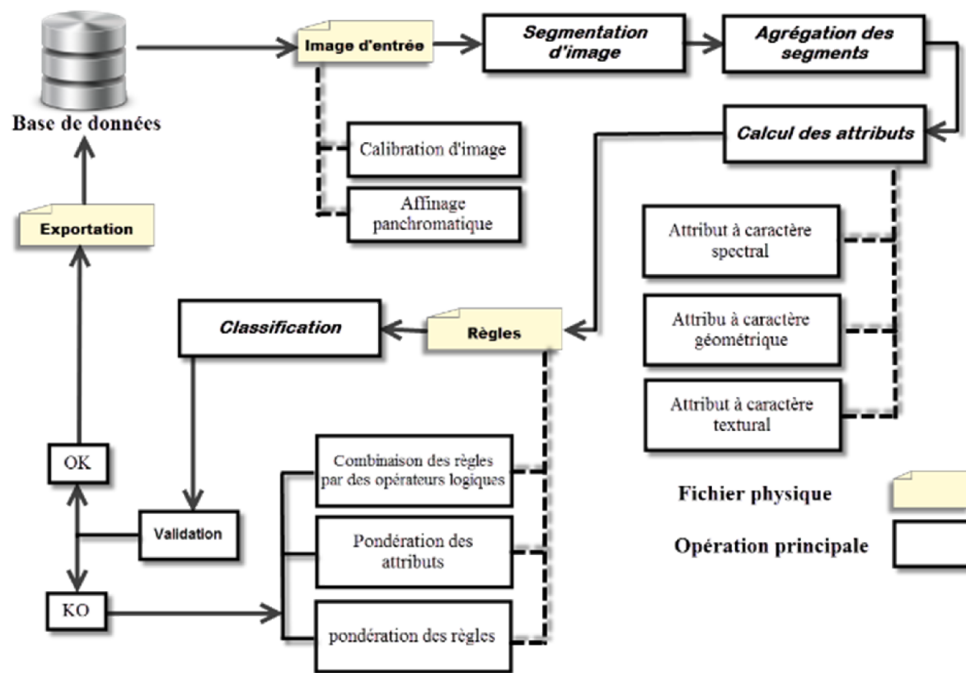 Base de données
Image d'entrée
Segmentation
d'image
Agrégation des
segments
Calibration d'image
Affinage
panchromatique
Calcul des attributs
Attribut à caractère
spectral
Attribu à caractère
géométrique
Attribut à caractère
textural
Exportation
Classification
Règles
OK
Validation
KO
Combinaison des règles
par des opérateurs logiques
Pondération des
attributs
pondération des règles
Fichier physique
Opération principale